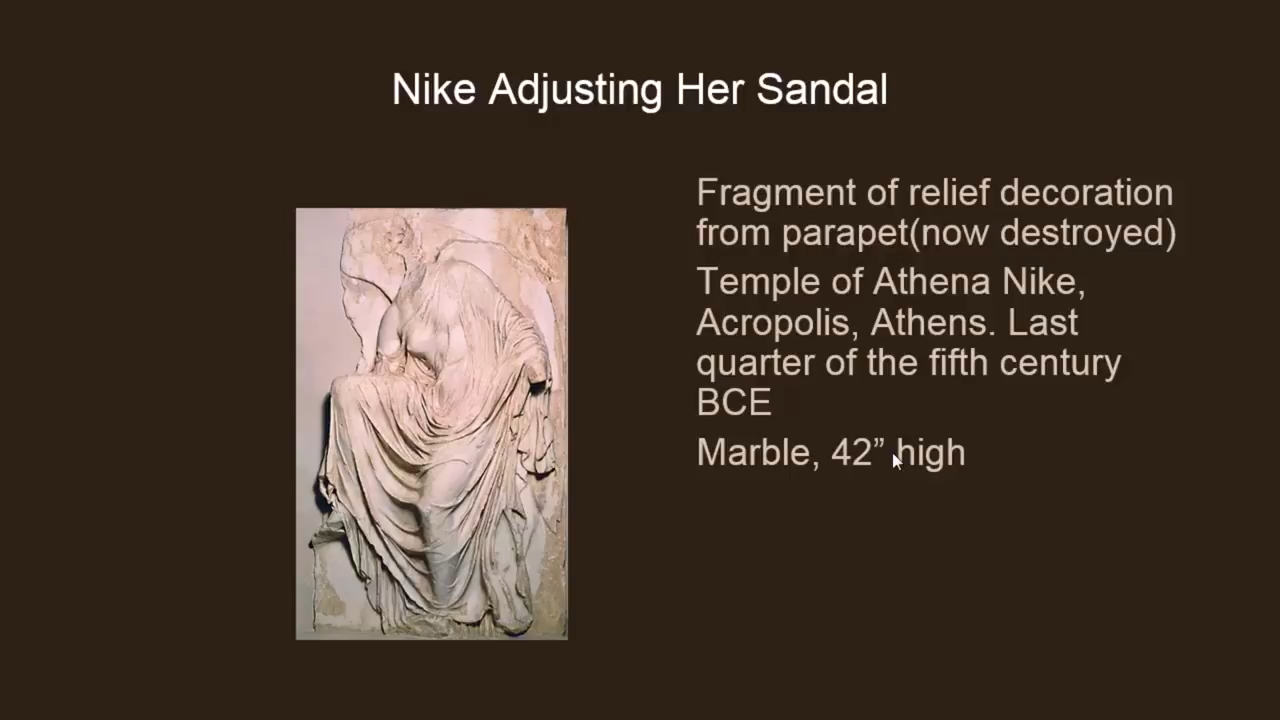 Nike Adjusting Her Sandal
Fragment of relief decoration
from parapet(now destroyed)
Temple of Athena Nike,
Acropolis, Athens. Last
quarter of the fifth century
BCE
Marble, 42” high